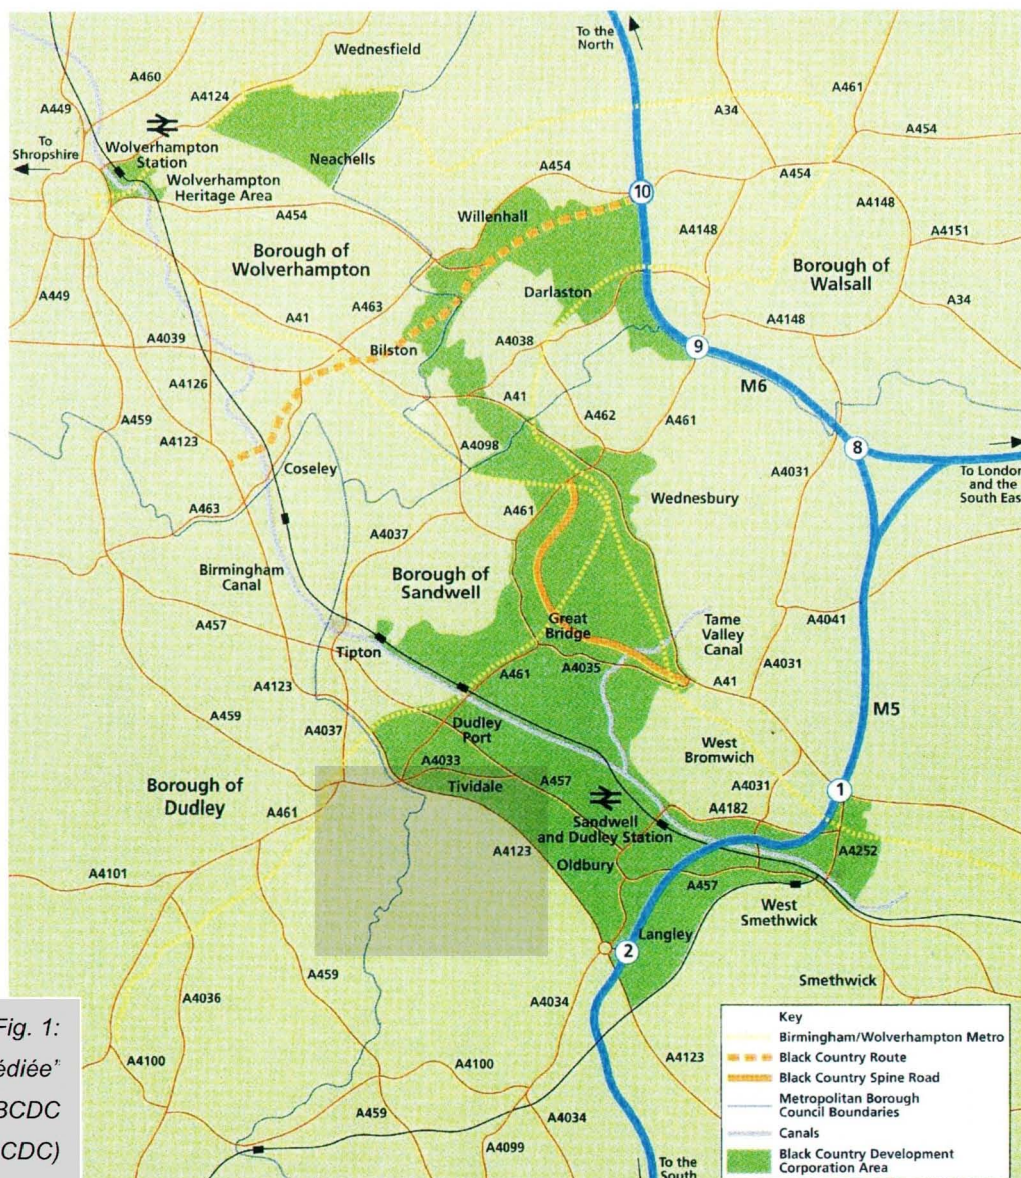 To the
North
Wednesfield
A460
A461
A34
A449
A4124
A454
To
Shropshire
Wolverhampton
Station
Neachells
Wolverhampton
Heritage Area
A454
A454
10
A4148
A454
Willenhall
A4148
A4151
Borough of
Wolverhampton
Borough of
Walsall
A449
A463
Darlaston
A34
A41
A4148
A4039
A4038
9
Bilston
A4126
M6
A41
A459
A462
A461
A4123
A4098
8
Coseley
A4031
To London
and the
South East
Wednesbury
A463
A461
A4037
Birmingham
Canal
Borough of
Sandwell
A4041
Great
Bridge
Tame
Valley
Canal
A457
Tipton
A4031
A461
A4035
A41
A4123
M5
A459
A4037
Dudley
Port
West
Bromwich
A4033
Borough of
Dudley
Tividale
A457
A4031
1
A461
A4182
Sandwell
and Dudley Station
A4123
Oldbury
A4252
A4101
A457
West
Smethwick
Langley
2
A459
Smethwick
A4036
A4034
Fig. 1:
édiée"
BCDC
CDC)
A4100
A4100
A4123
A459
A4034
A4099
To the
South
Key
Birmingham/Wolverhampton Metro
Black Country Route
Black Country Spine Road
Metropolitan Borough
Council Boundaries
Canals
Black Country Development
Corporation Area